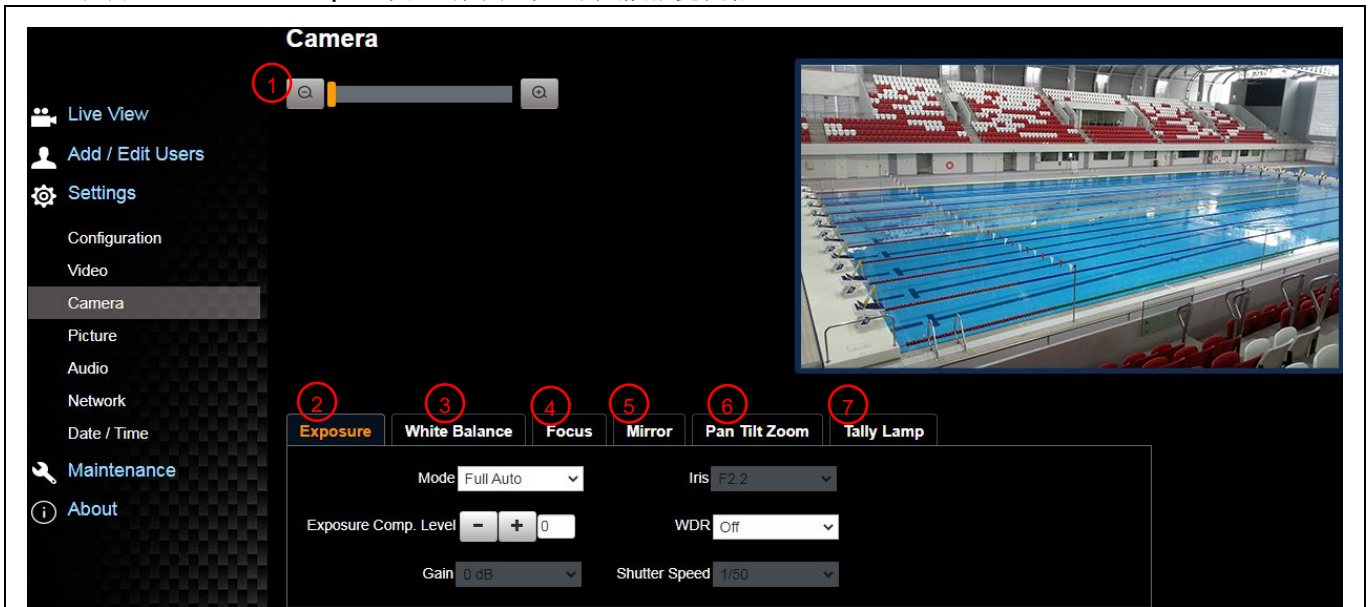 Camera
1
Live View
Add / Edit Users
Settings
Configuration
Video
Camera
Picture
Audio
Network
Date / Time
Maintenance
About
2 3 4 5 6 7
Exposure White Balance Focus Mirror Pan Tilt Zoom Tally Lamp
Mode Full Auto Iris F2.2
Exposure Comp. Level - + 0 WDR Off
Gain 0 dB Shutter Speed 1/50